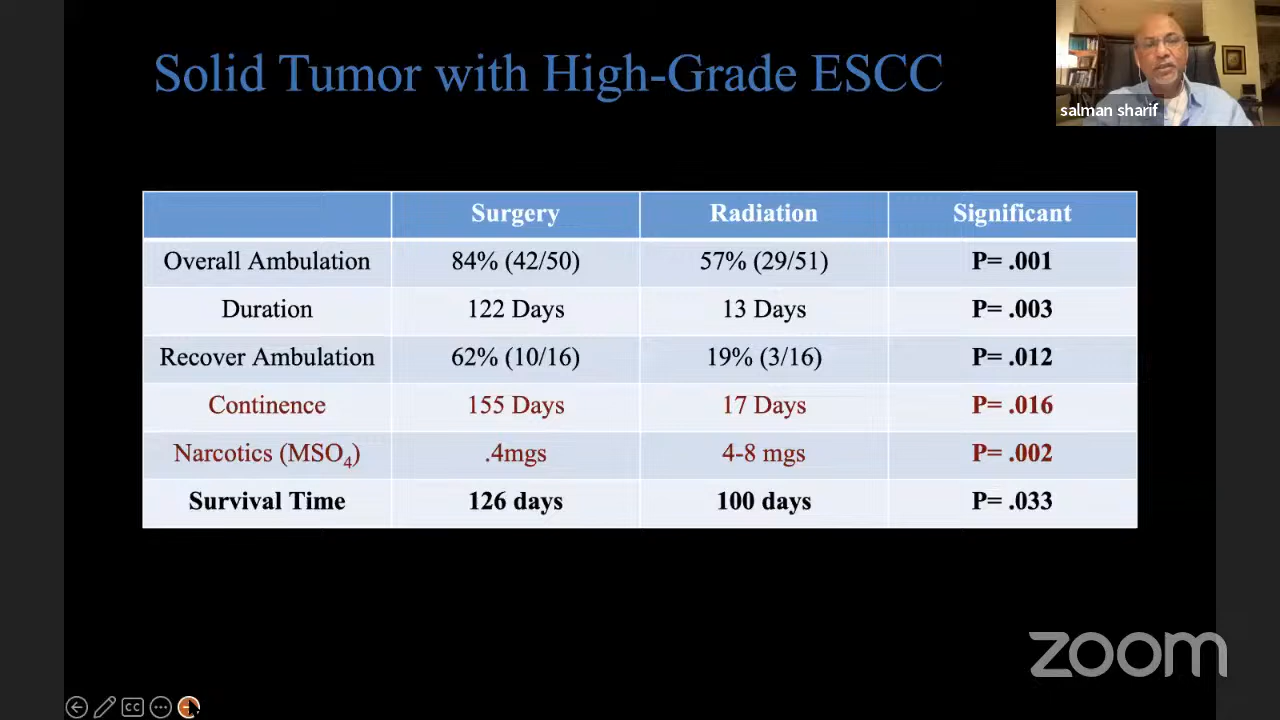 Solid Tumor with High-Grade ESCC
salman sharif
Surgery Radiation Significant
Overall Ambulation 84% (42/50) 57% (29/51) P= .001
Duration 122 Days 13 Days P= .003
Recover Ambulation 62% (10/16) 19% (3/16) P= .012
Continence 155 Days 17 Days P= .016
Narcotics (MSO₄) .4mgs 4-8 mgs P= .002
Survival Time 126 days 100 days P= .033
zoom
CC